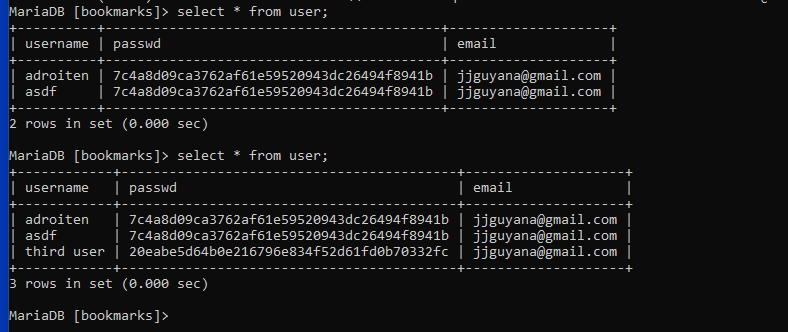 MariaDB [bookmarks]> select * from user;
+----------+------------------------------------------+--------------------+
| username | passwd | email |
+----------+------------------------------------------+--------------------+
| adroiten | 7c4a8d09ca3762af61e59520943dc26494f8941b | jjguyana@gmail.com |
| asdf | 7c4a8d09ca3762af61e59520943dc26494f8941b | jjguyana@gmail.com |
+----------+------------------------------------------+--------------------+
2 rows in set (0.000 sec)
MariaDB [bookmarks]> select * from user;
+------------+------------------------------------------+--------------------+
| username | passwd | email |
+------------+------------------------------------------+--------------------+
| adroiten | 7c4a8d09ca3762af61e59520943dc26494f8941b | jjguyana@gmail.com |
| asdf | 7c4a8d09ca3762af61e59520943dc26494f8941b | jjguyana@gmail.com |
| third user | 20eabe5d64b0e216796e834f52d61fd0b70332fc | jjguyana@gmail.com |
+------------+------------------------------------------+--------------------+
3 rows in set (0.000 sec)
MariaDB [bookmarks]>